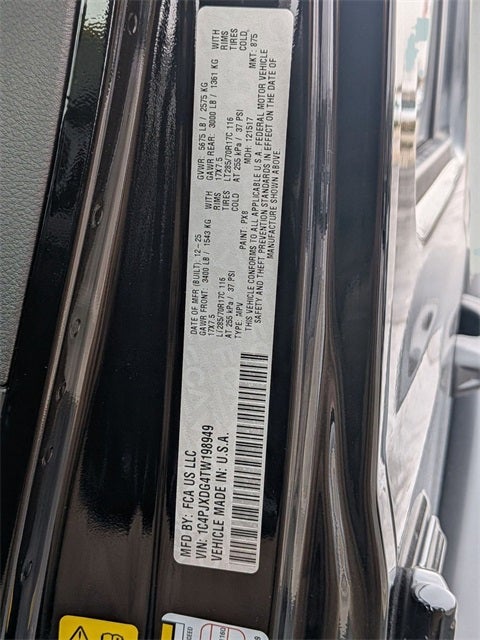 MFD BY: FCA US LLC
VIN: 1C4PJXDG4TW198949
VEHICLE MADE IN: U.S.A.
DATE OF MFR (BUILT): 12-25
GVWR: 5675 LB / 2575 KG
GAWR FRONT: 3400 LB / 1543 KG WITH
GAWR REAR: 3000 LB / 1361 KG WITH
17X7.5 RIMS
17X7.5 RIMS
LT285/70R17C 116 TIRES
LT285/70R17C 116 TIRES
AT 255 kPa / 37 PSI COLD
AT 255 kPa / 37 PSI COLD
TYPE: MPV PAINT: PX8 MDH: 121517 MKT: 875
THIS VEHICLE CONFORMS TO ALL APPLICABLE U.S.A. FEDERAL MOTOR VEHICLE
SAFETY AND THEFT PREVENTION STANDARDS IN EFFECT ON THE DATE OF
MANUFACTURE SHOWN ABOVE.